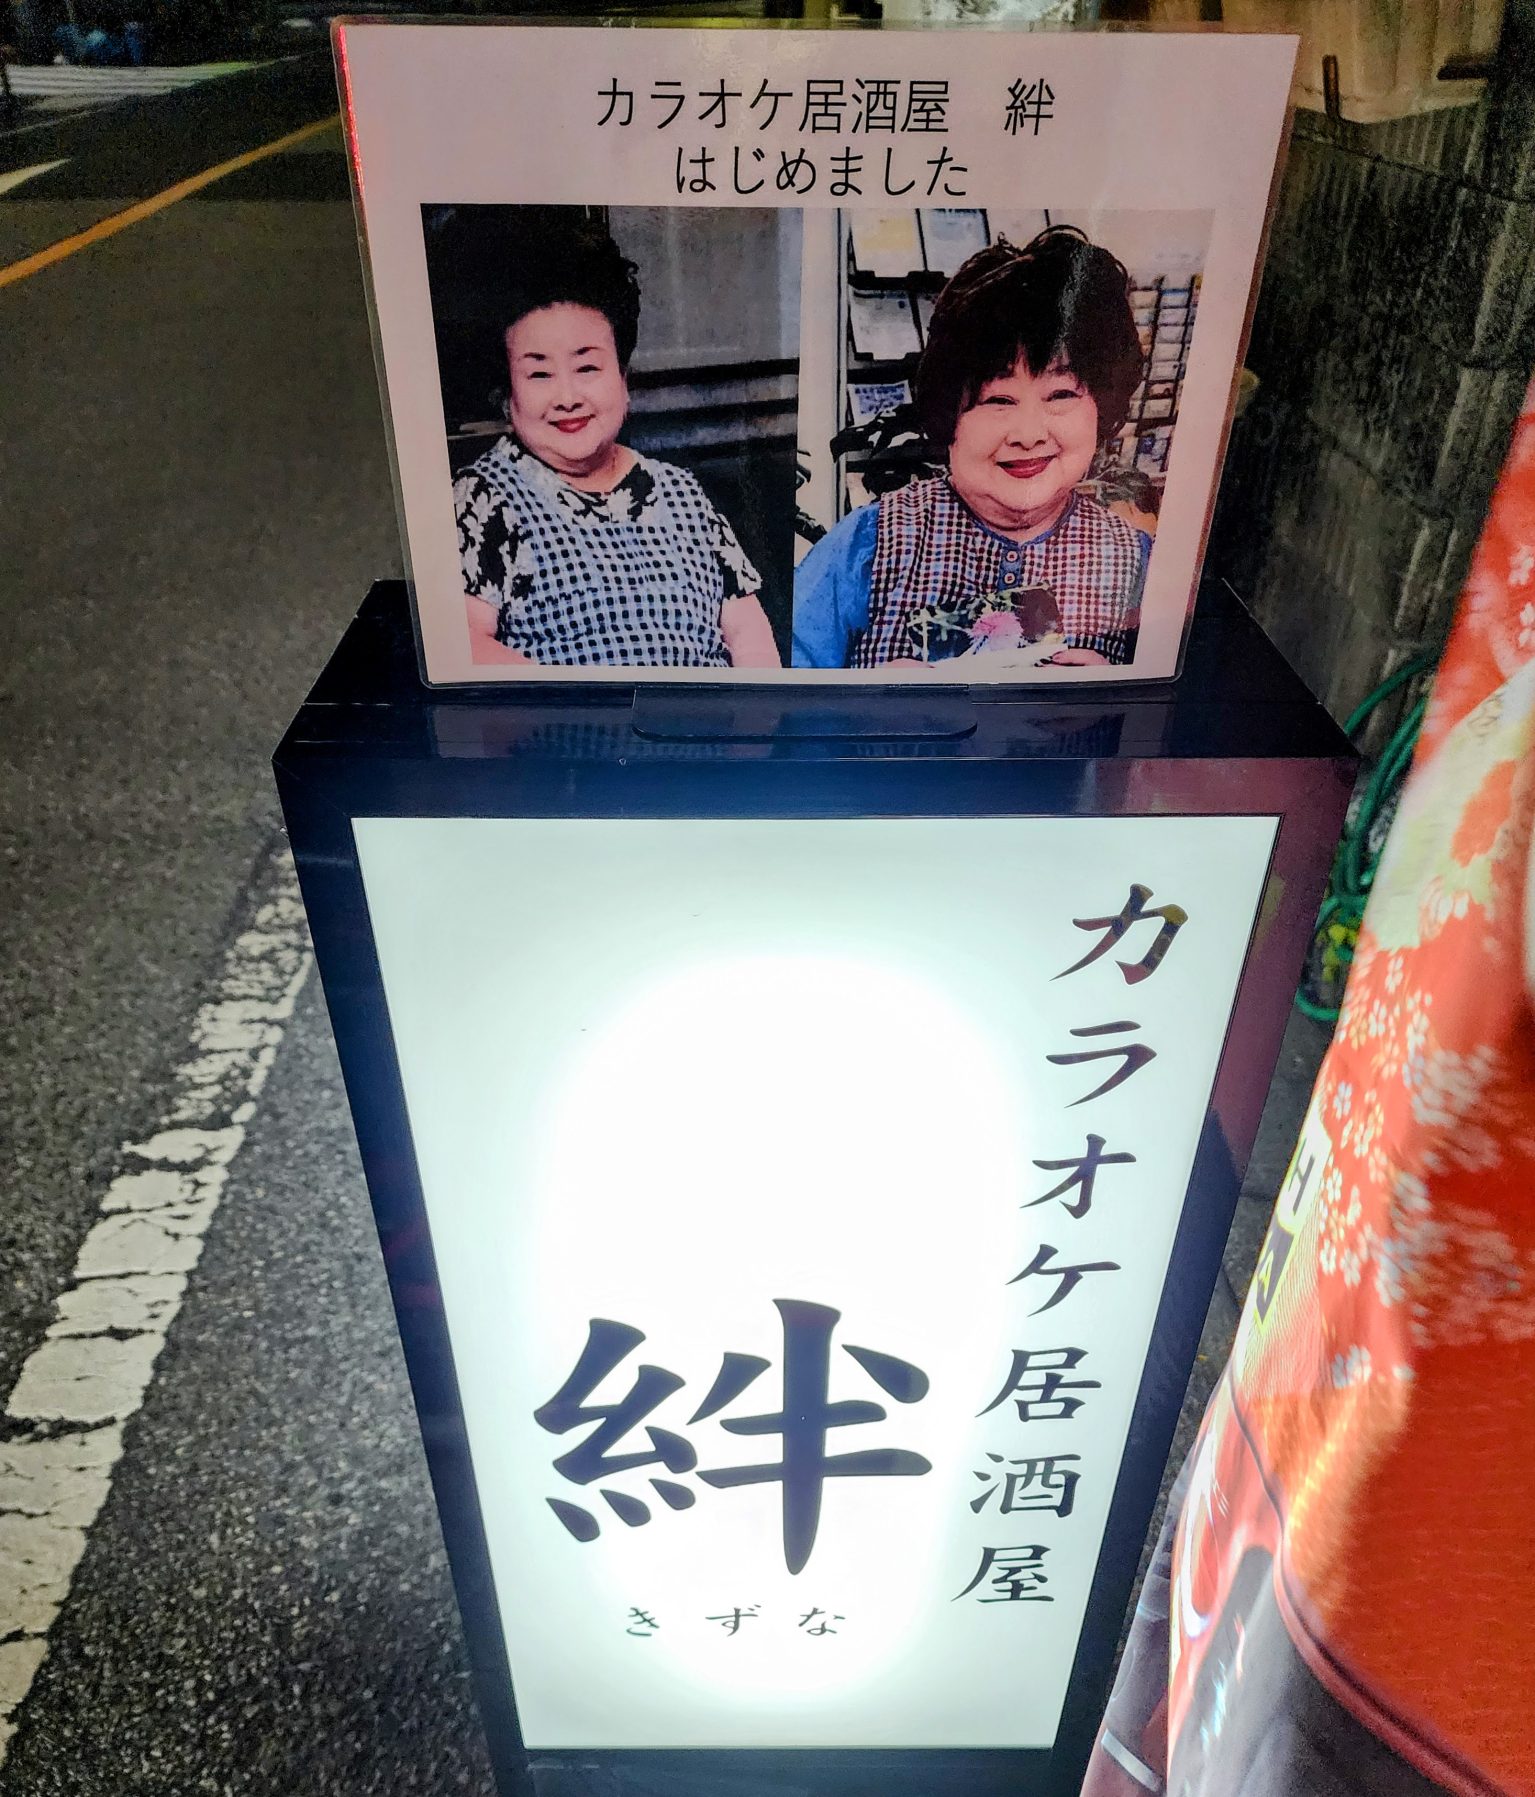 カラオケ居酒屋　絆
はじめました
カラオケ居酒屋
絆
きずな